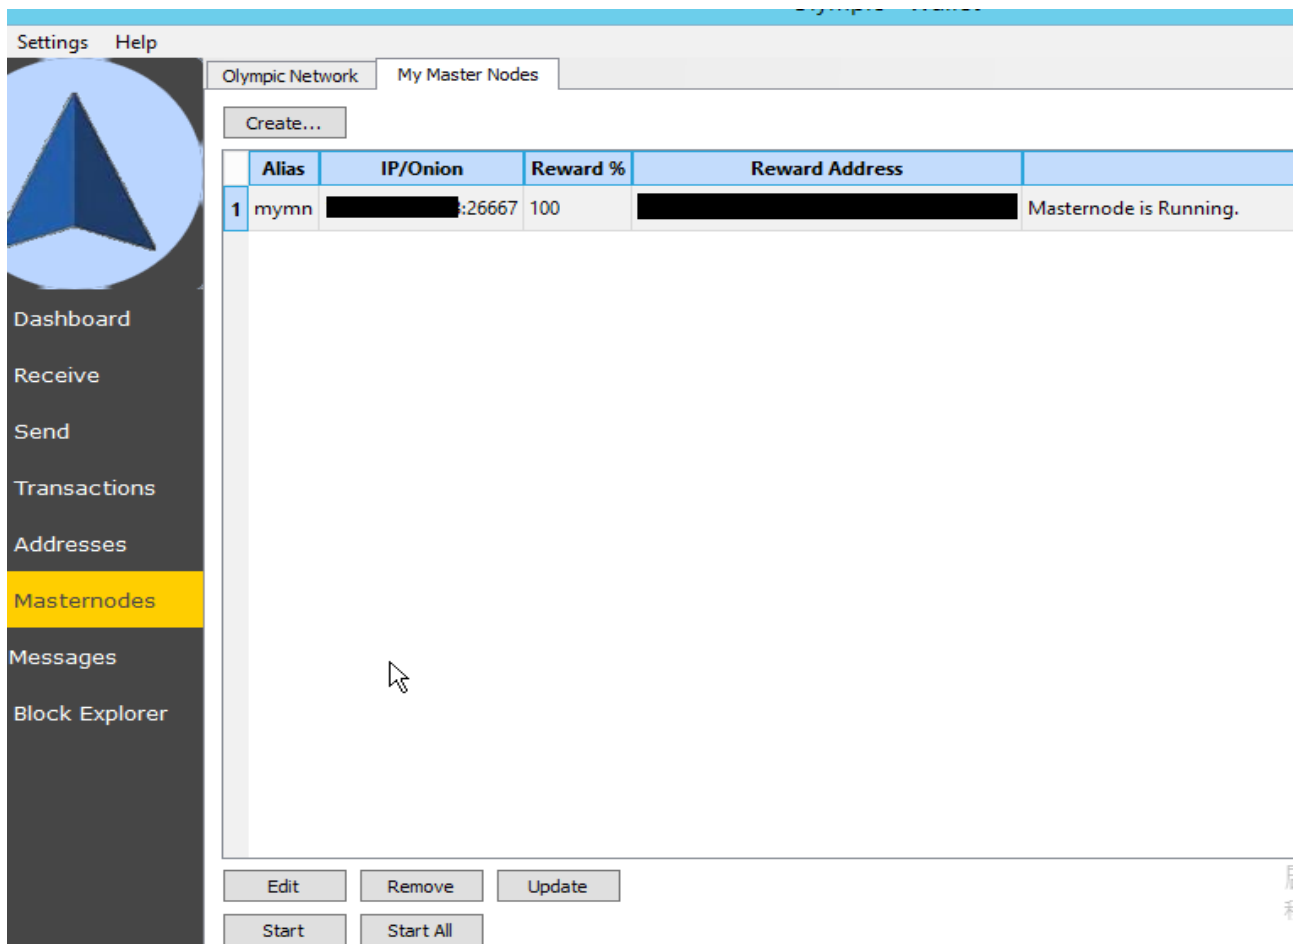 Settings Help
Olympic Network My Master Nodes
Create...
Alias IP/Onion Reward % Reward Address
1 mymn :26667 100 Masternode is Running.
Dashboard
Receive
Send
Transactions
Addresses
Masternodes
Messages
Block Explorer
Edit Remove Update
Start Start All